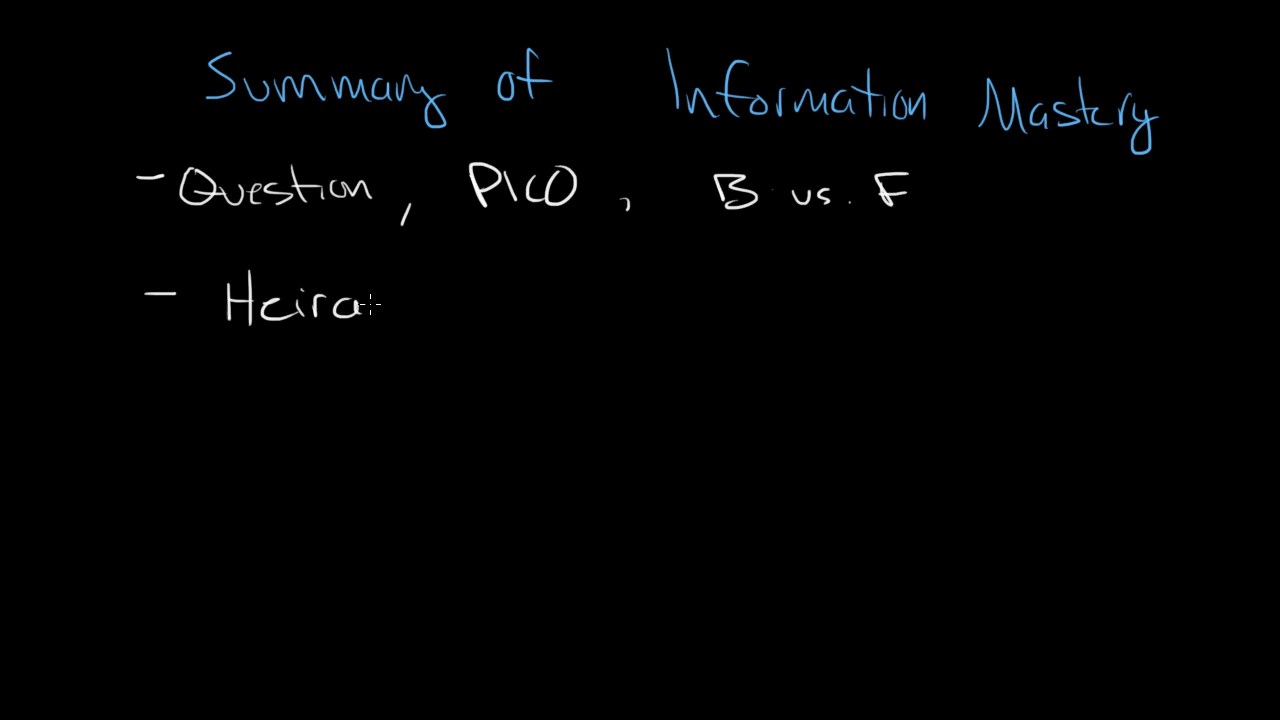 Summary of Information Mastery
- Question, PICO, B vs. F
- Heira